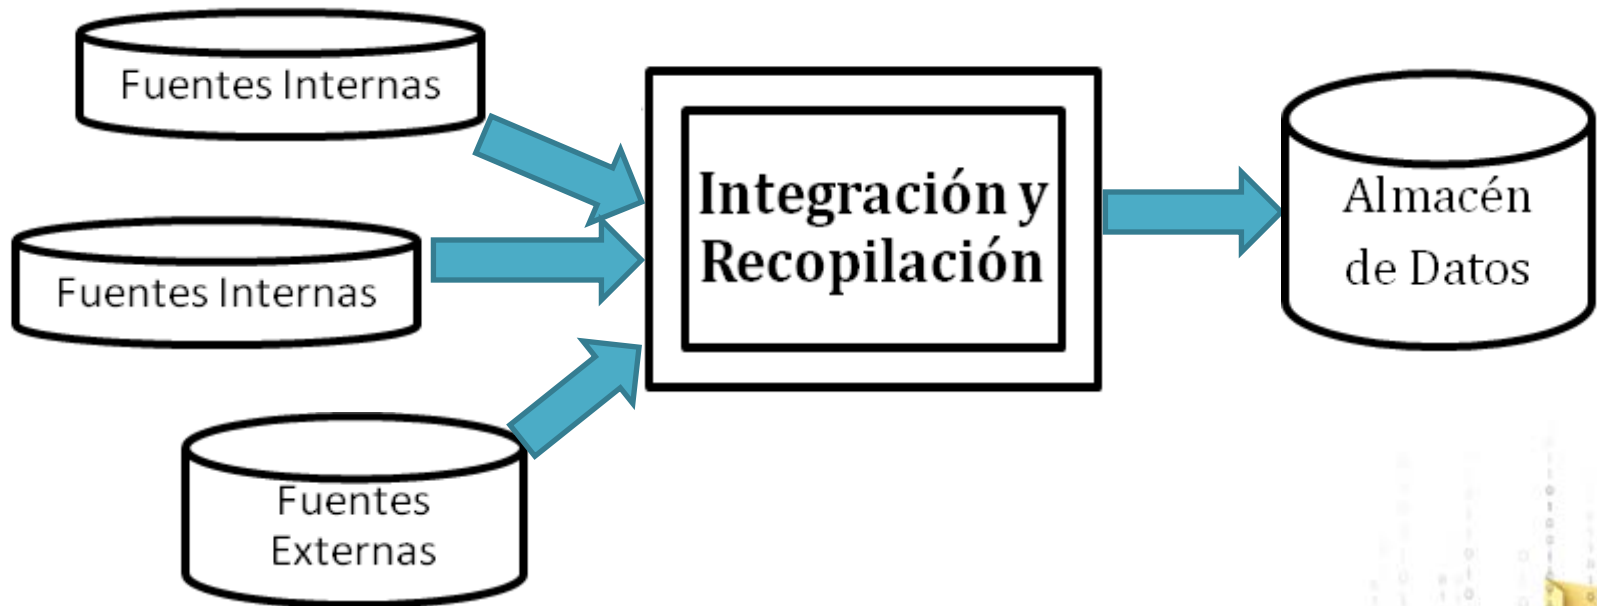 Fuentes Internas
Fuentes Internas
Fuentes
Externas
Integración y
Recopilación
Almacén
de Datos